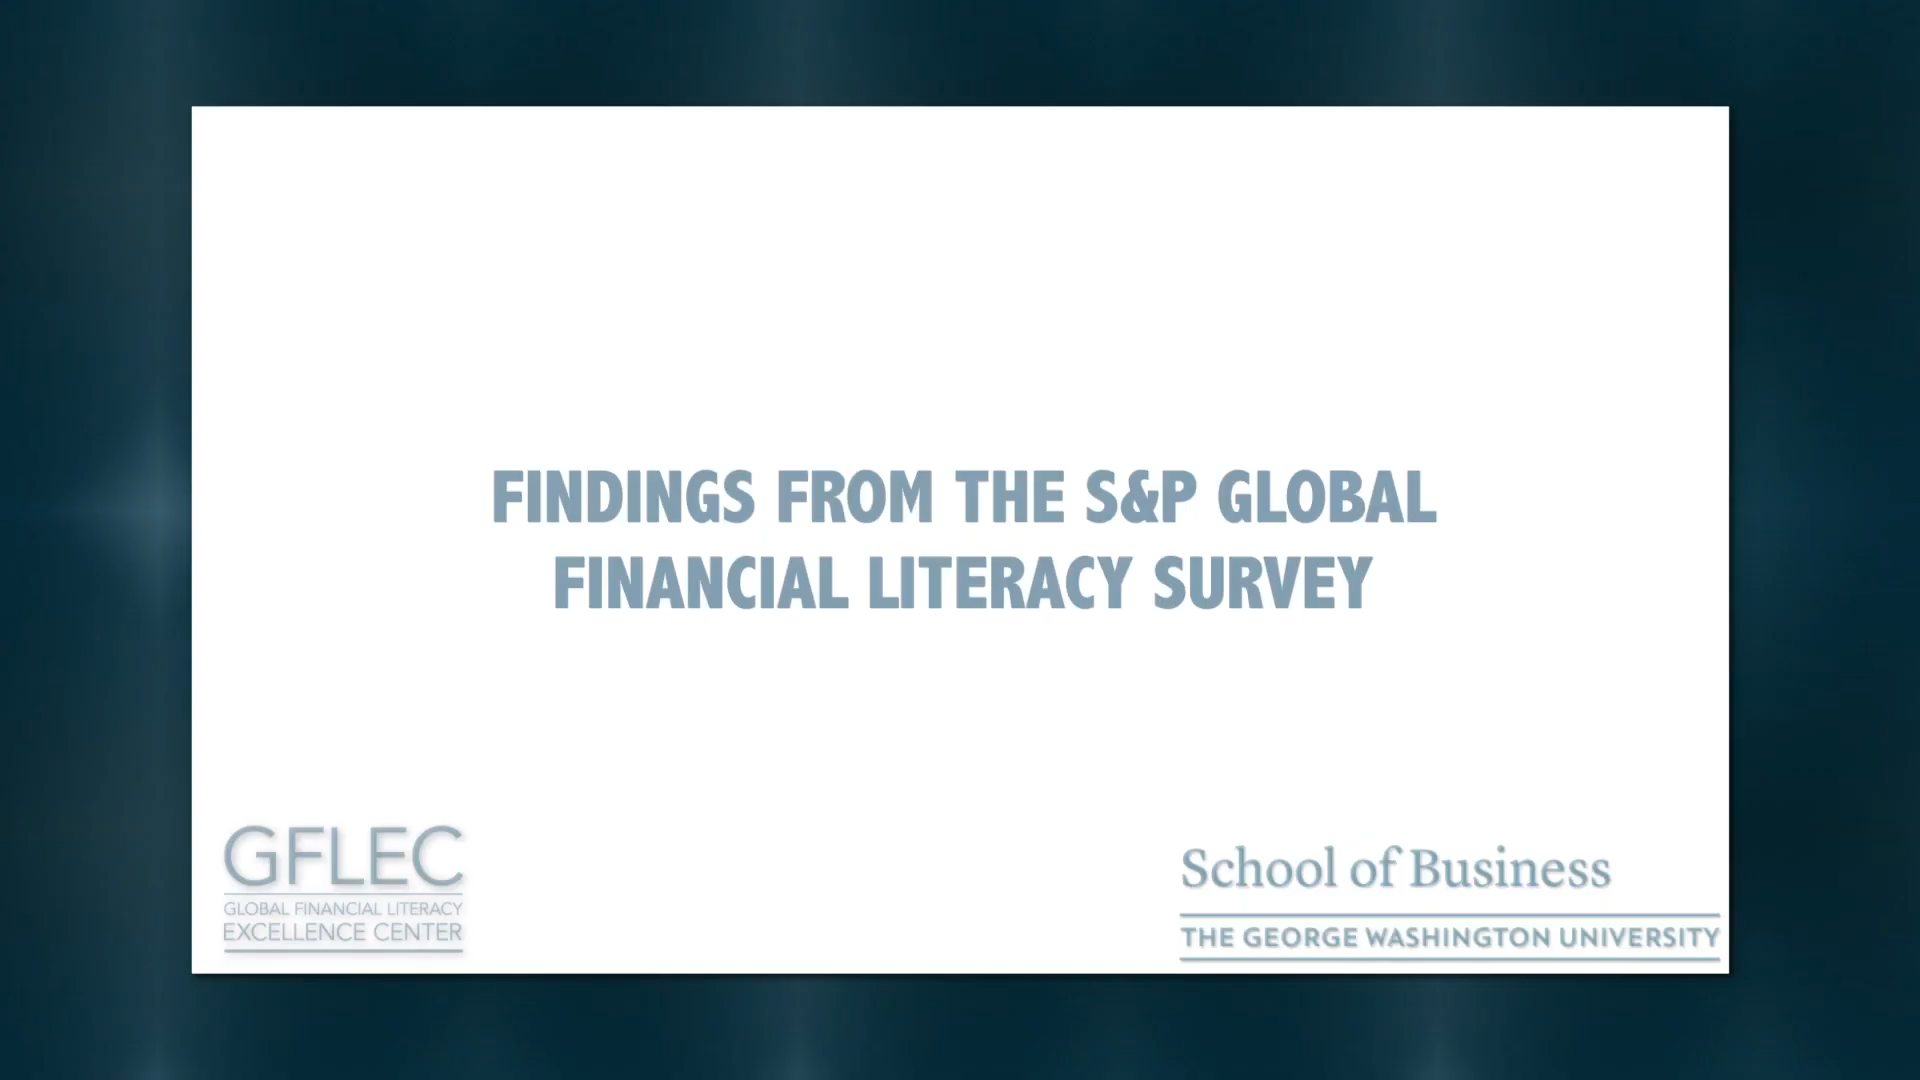 FINDINGS FROM THE S&P GLOBAL
FINANCIAL LITERACY SURVEY
GFLEC
GLOBAL FINANCIAL LITERACY
EXCELLENCE CENTER
School of Business
THE GEORGE WASHINGTON UNIVERSITY